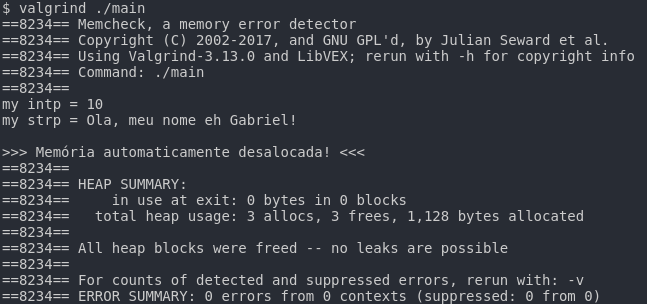 $ valgrind ./main
==8234== Memcheck, a memory error detector
==8234== Copyright (C) 2002-2017, and GNU GPL'd, by Julian Seward et al.
==8234== Using Valgrind-3.13.0 and LibVEX; rerun with -h for copyright info
==8234== Command: ./main
==8234==
my intp = 10
my strp = Ola, meu nome eh Gabriel!

>>> Memória automaticamente desalocada! <<<
==8234==
==8234== HEAP SUMMARY:
==8234==     in use at exit: 0 bytes in 0 blocks
==8234==   total heap usage: 3 allocs, 3 frees, 1,128 bytes allocated
==8234==
==8234== All heap blocks were freed -- no leaks are possible
==8234==
==8234== For counts of detected and suppressed errors, rerun with: -v
==8234== ERROR SUMMARY: 0 errors from 0 contexts (suppressed: 0 from 0)